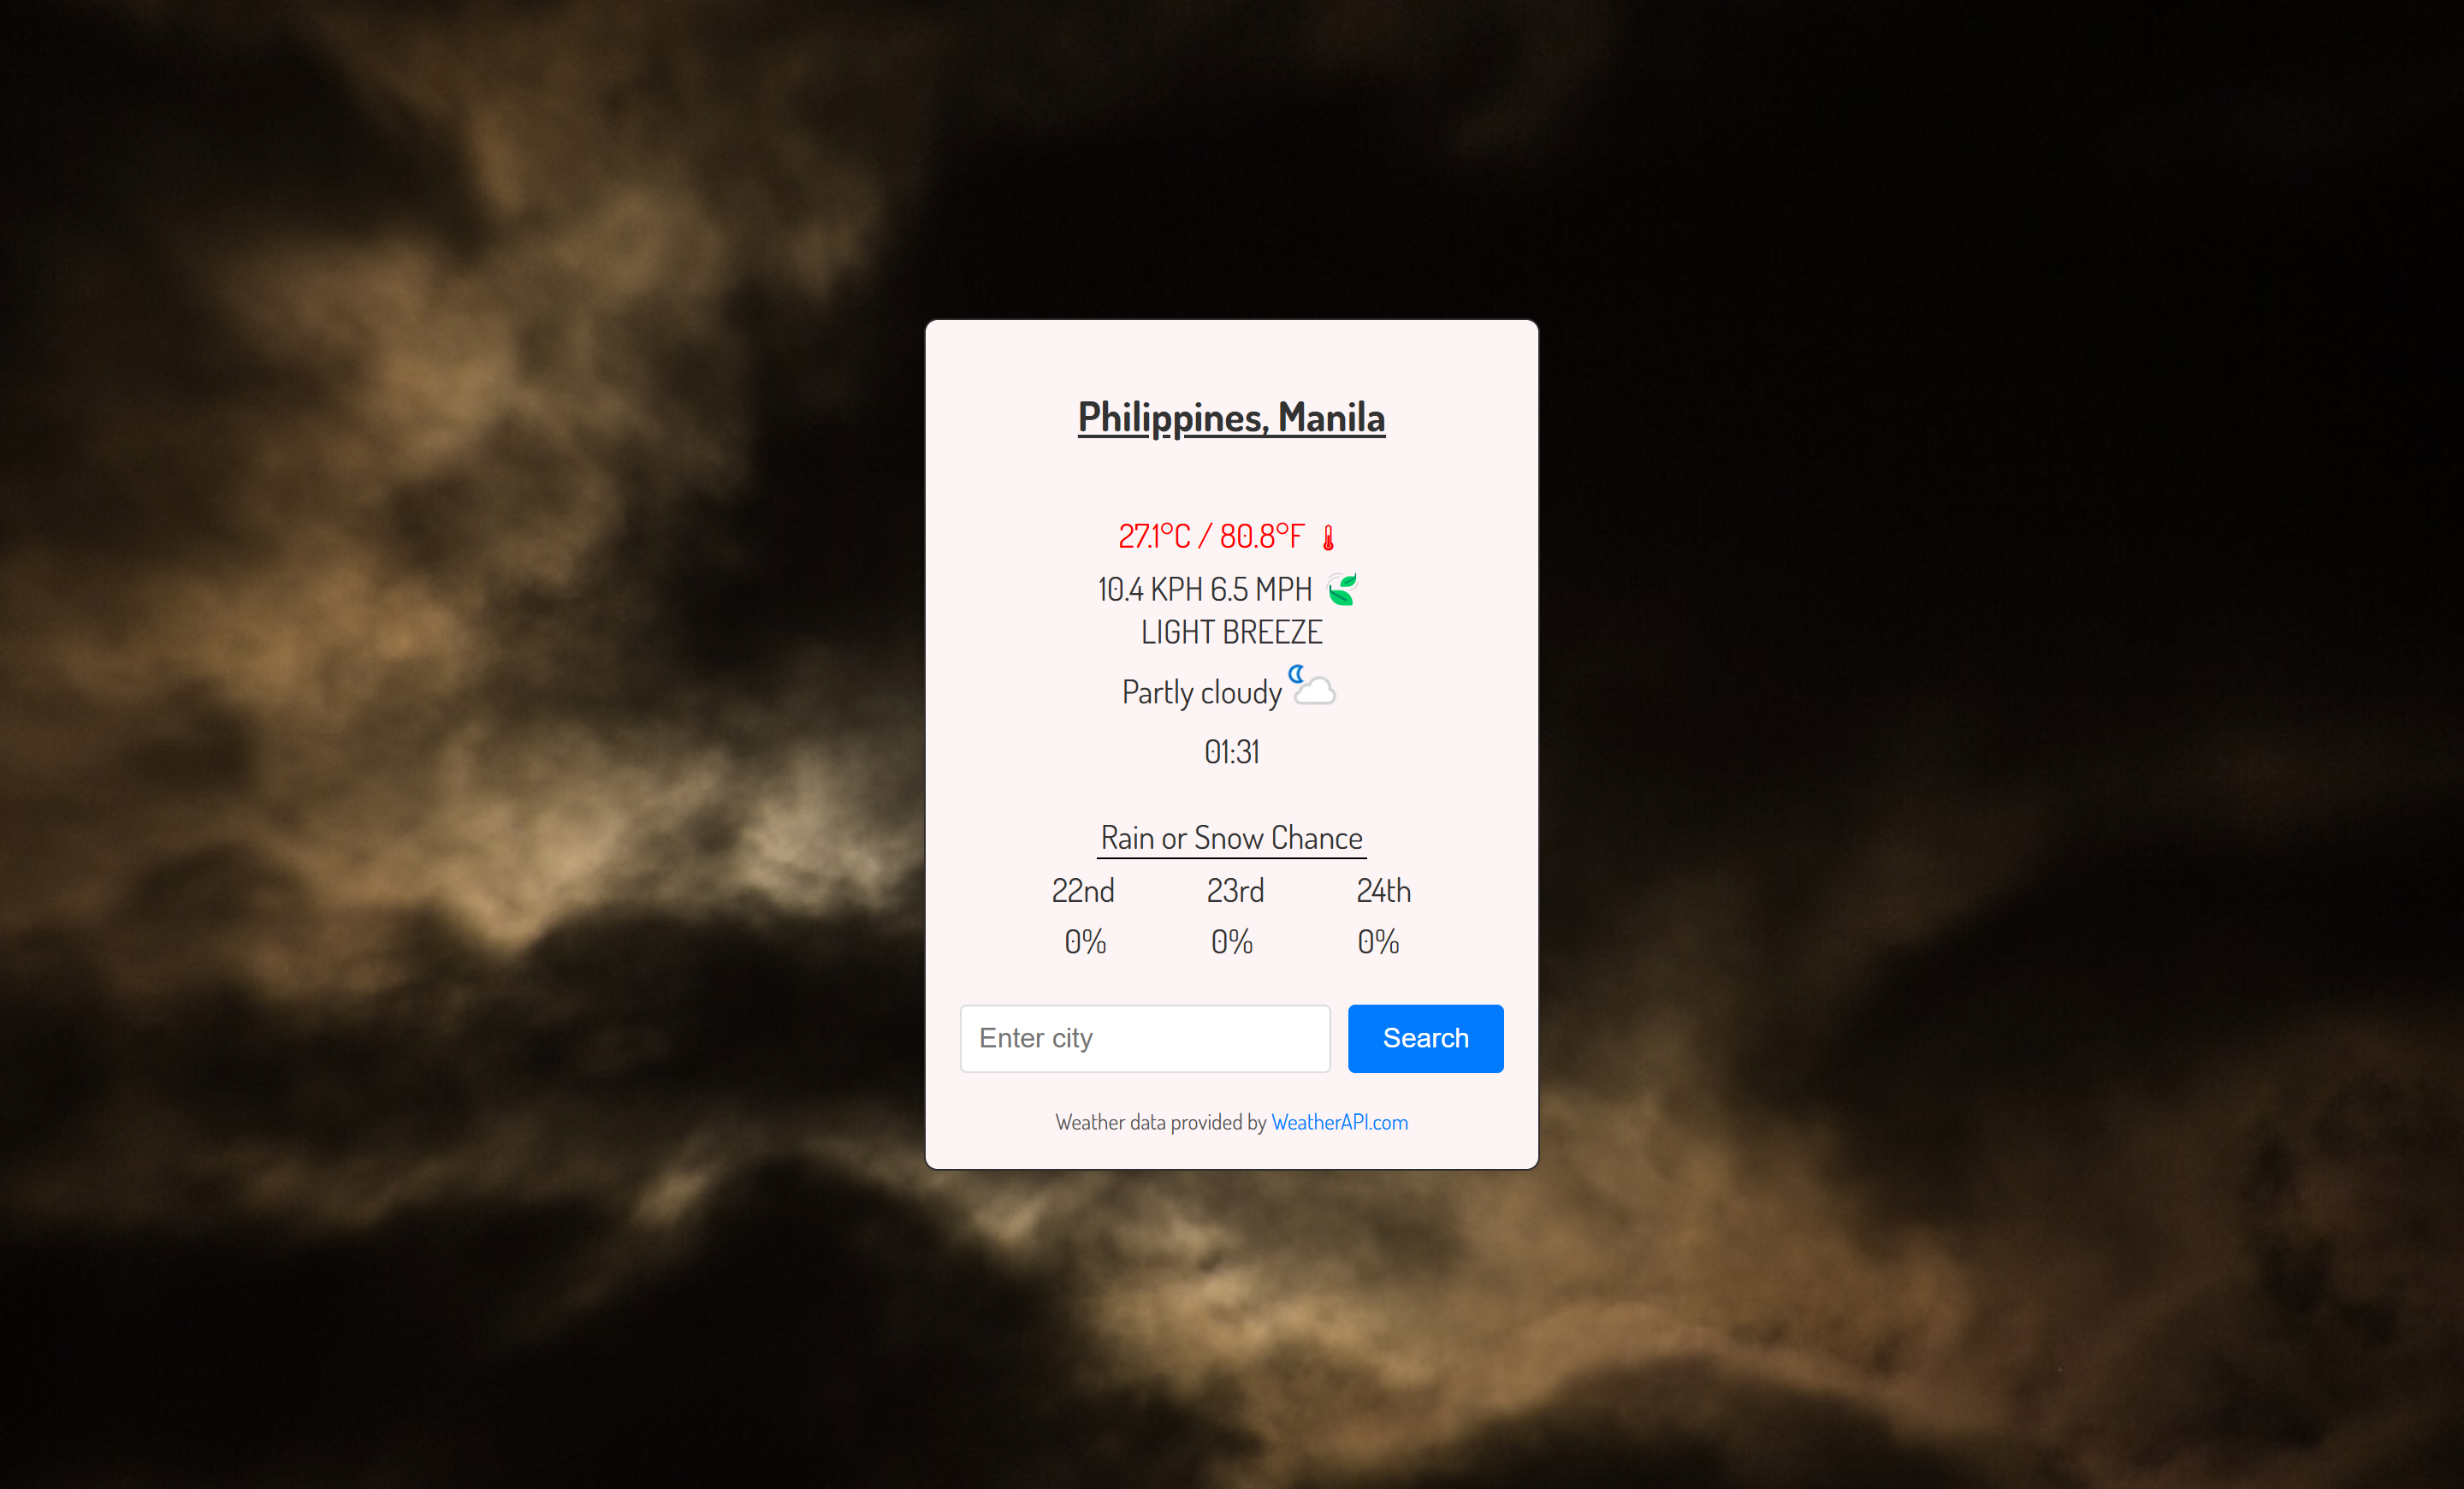 Philippines, Manila
27.1°C / 80.8°F
10.4 KPH 6.5 MPH
LIGHT BREEZE
Partly cloudy
01:31
Rain or Snow Chance
22nd 23rd 24th
0% 0% 0%
Enter city Search
Weather data provided by WeatherAPI.com